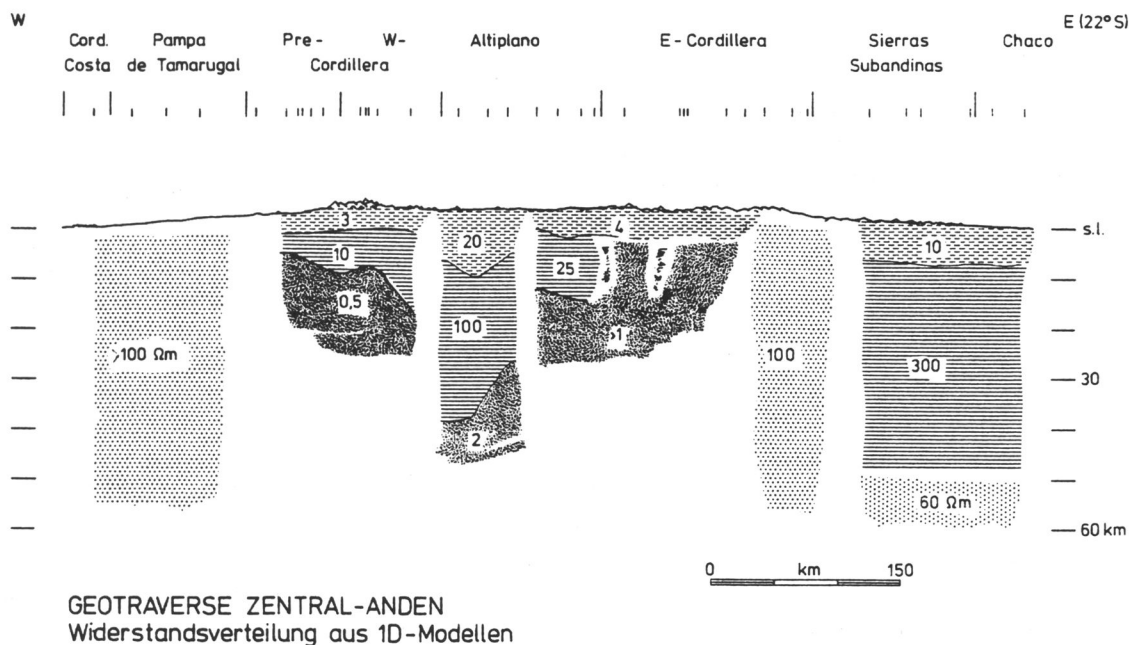 W
E (22° S)
Cord. Pampa Pre- W- Altiplano E-Cordillera Sierras Chaco
Costa de Tamarugal Cordillera Subandinas
s.l.
3
4
20
10
10
25
0,5
100
>100 Ωm
>1
100
300
30
2
60 Ωm
60 km
0 km 150
GEOTRAVERSE ZENTRAL-ANDEN
Widerstandsverteilung aus 1D-Modellen